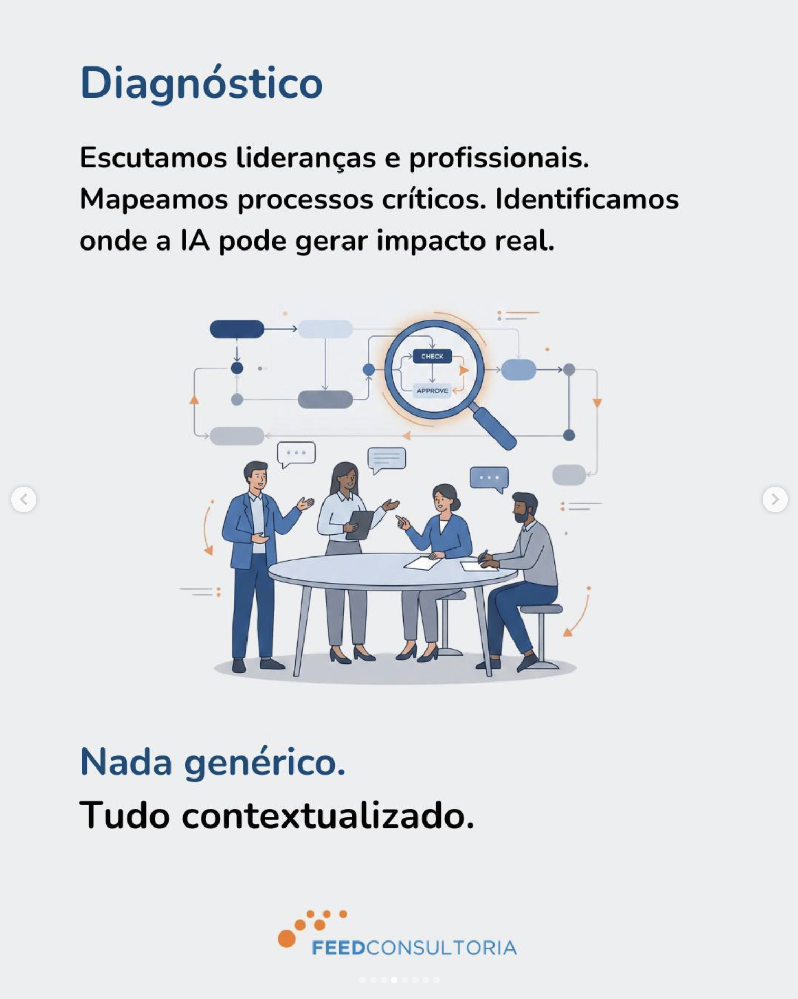 Diagnóstico
Escutamos lideranças e profissionais.
Mapeamos processos críticos. Identificamos
onde a IA pode gerar impacto real.
CHECK
APPROVE
Nada genérico.
Tudo contextualizado.
FEEDCONSULTORIA